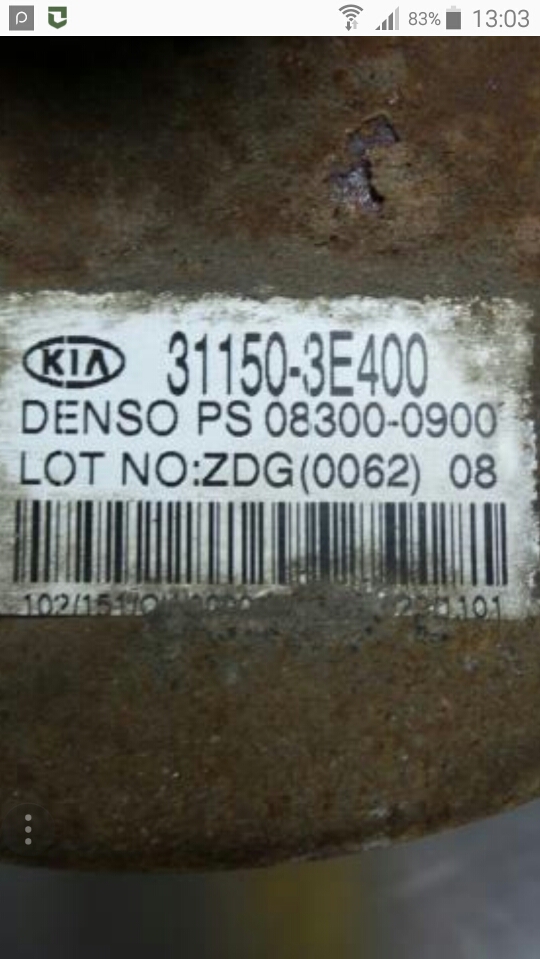 83% 13:03
KIA 31150-3E400
DENSO PS 08300-0900
LOT NO:ZDG(0062) 08